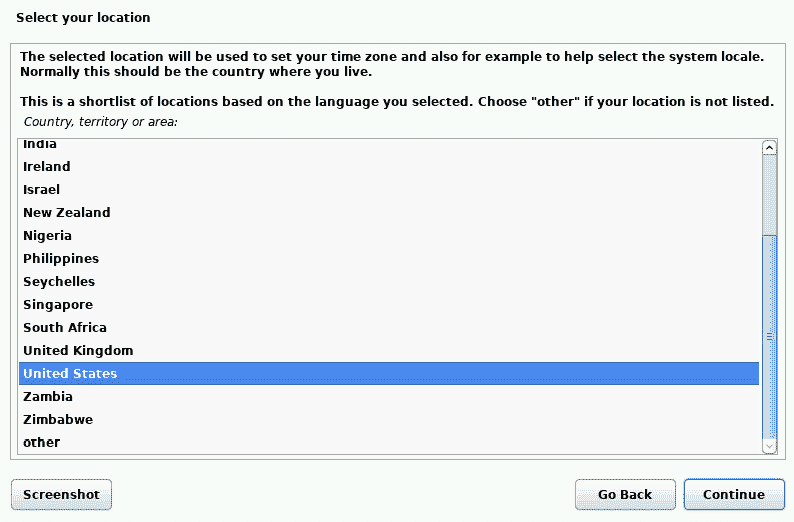 Select your location
The selected location will be used to set your time zone and also for example to help select the system locale.
Normally this should be the country where you live.
This is a shortlist of locations based on the language you selected. Choose "other" if your location is not listed.
Country, territory or area:
India
Ireland
Israel
New Zealand
Nigeria
Philippines
Seychelles
Singapore
South Africa
United Kingdom
United States
Zambia
Zimbabwe
other
Screenshot
Go Back
Continue